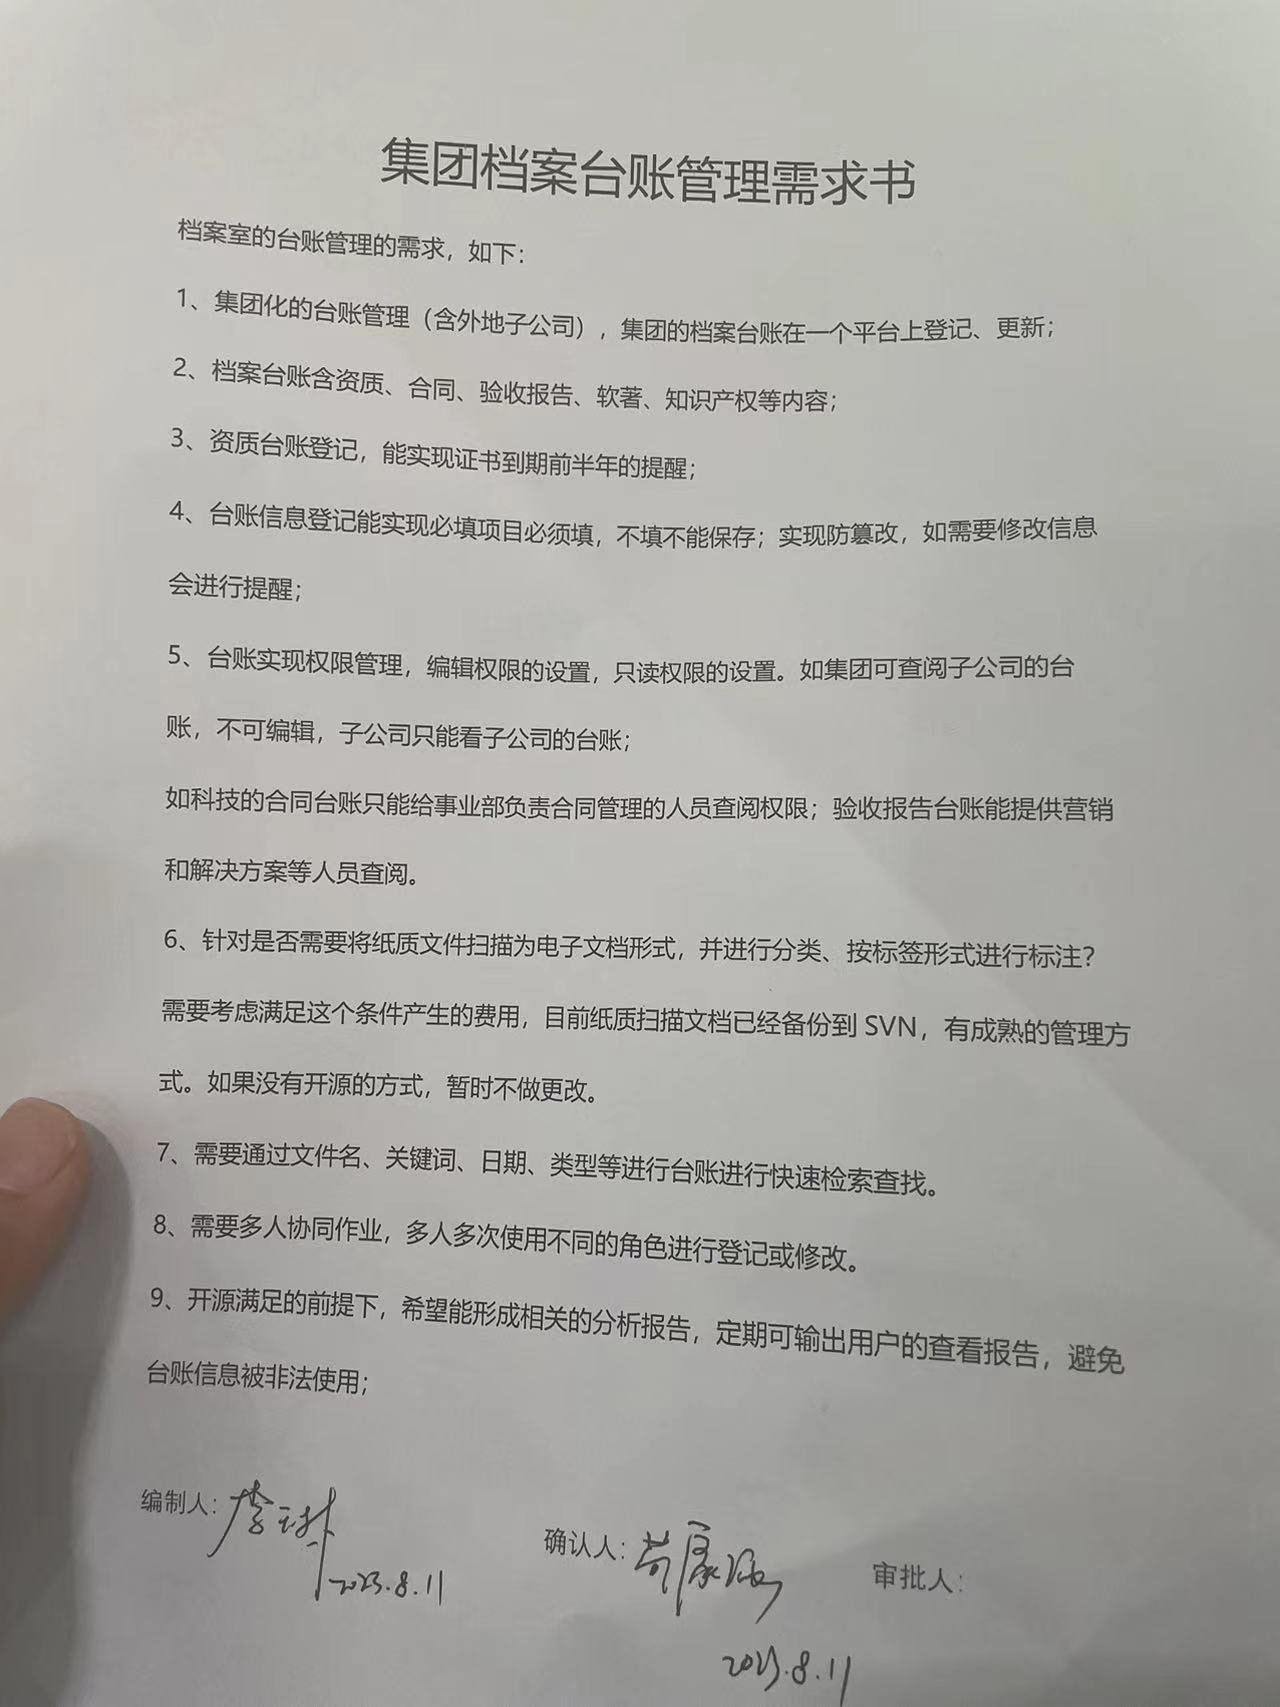 集团档案台账管理需求书
档案室的台账管理的需求，如下：
1、集团化的台账管理（含外地子公司），集团的档案台账在一个平台上登记、更新；
2、档案台账含资质、合同、验收报告、软著、知识产权等内容；
3、资质台账登记，能实现证书到期前半年的提醒；
4、台账信息登记能实现必填项目必须填，不填不能保存；实现防篡改，如需要修改信息
会进行提醒；
5、台账实现权限管理，编辑权限的设置，只读权限的设置。如集团可查阅子公司的台
账，不可编辑，子公司只能看子公司的台账；
如科技的合同台账只能给事业部负责合同管理的人员查阅权限；验收报告台账能提供营销
和解决方案等人员查阅。
6、针对是否需要将纸质文件扫描为电子文档形式，并进行分类、按标签形式进行标注？
需要考虑满足这个条件产生的费用，目前纸质扫描文档已经备份到 SVN，有成熟的管理方
式。如果没有开源的方式，暂时不做更改。
7、需要通过文件名、关键词、日期、类型等进行台账进行快速检索查找。
8、需要多人协同作业，多人多次使用不同的角色进行登记或修改。
9、开源满足的前提下，希望能形成相关的分析报告，定期可输出用户的查看报告，避免
台账信息被非法使用；
编制人：李 2023.8.11
确认人： 2023.8.11
审批人：